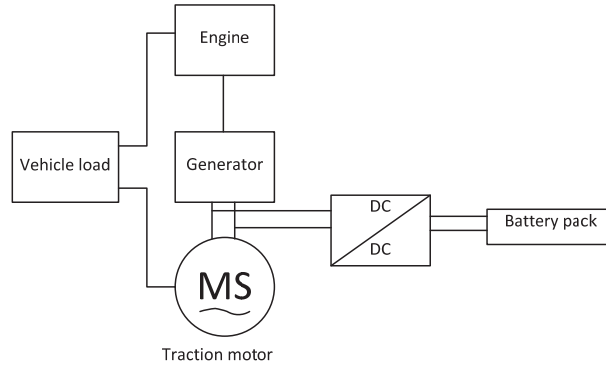 Engine
Vehicle load
Generator
DC
DC
Battery pack
MS
Traction motor